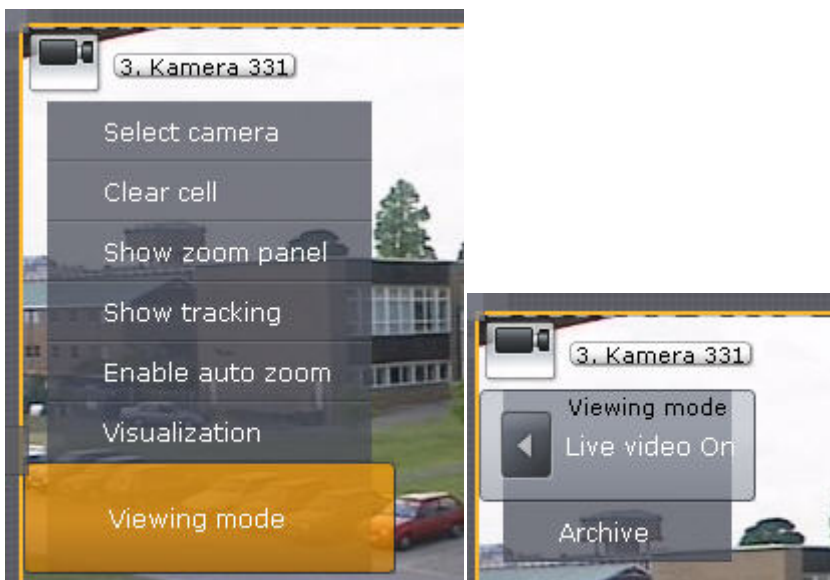 3. Kamera 331
Select camera
Clear cell
Show zoom panel
Show tracking
Enable auto zoom
Visualization
Viewing mode
3. Kamera 331
Viewing mode
Live video On
Archive